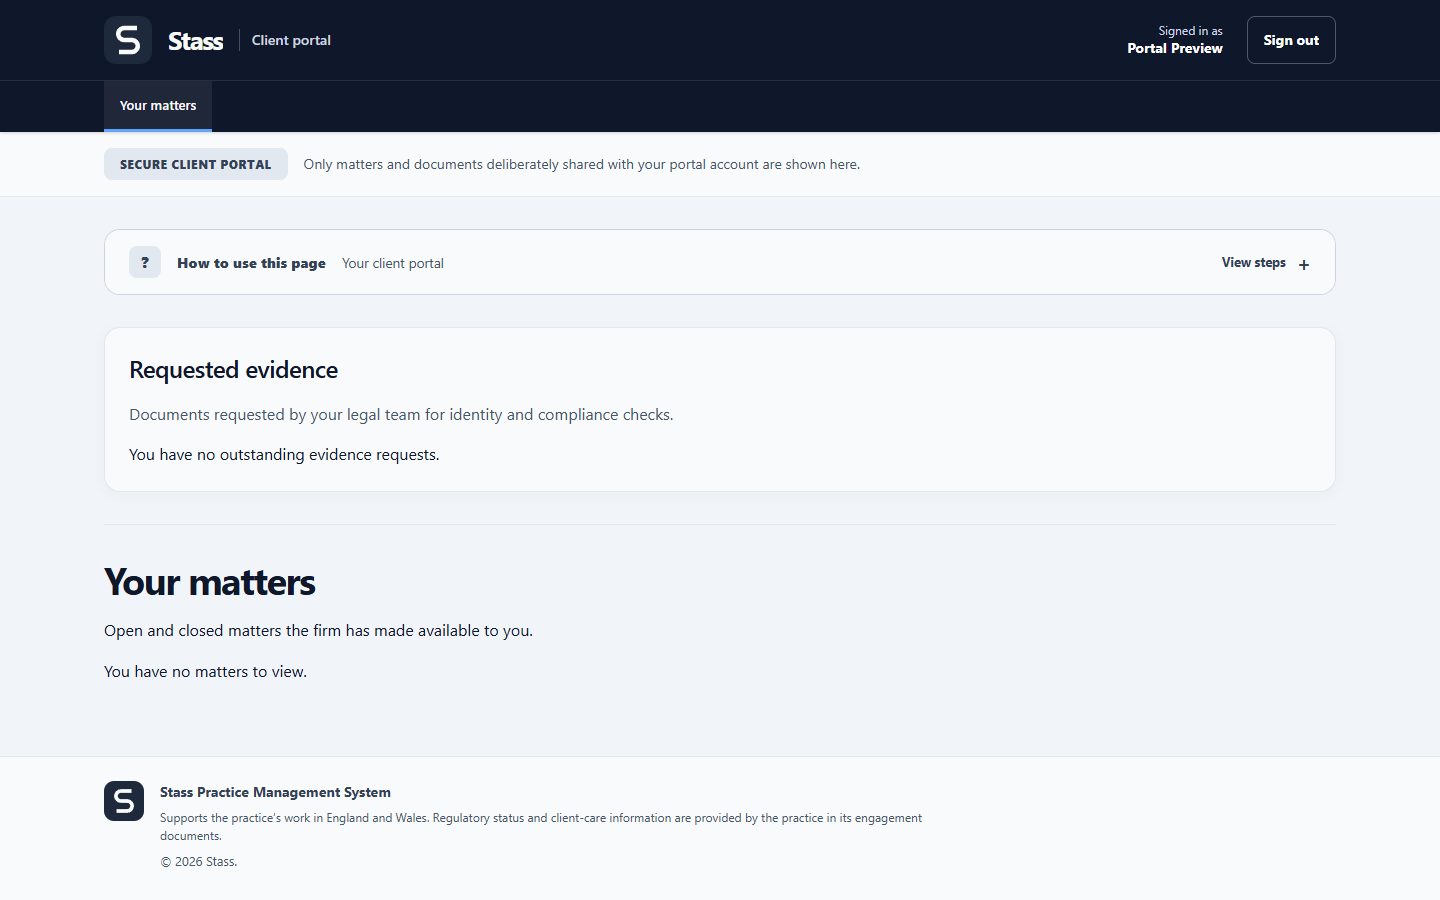 S
Stass
Client portal
Signed in as
Portal Preview
Sign out
Your matters
SECURE CLIENT PORTAL
Only matters and documents deliberately shared with your portal account are shown here.
?
How to use this page
Your client portal
View steps +
Requested evidence
Documents requested by your legal team for identity and compliance checks.
You have no outstanding evidence requests.
Your matters
Open and closed matters the firm has made available to you.
You have no matters to view.
S
Stass Practice Management System
Supports the practice's work in England and Wales. Regulatory status and client-care information are provided by the practice in its engagement
documents.
© 2026 Stass.